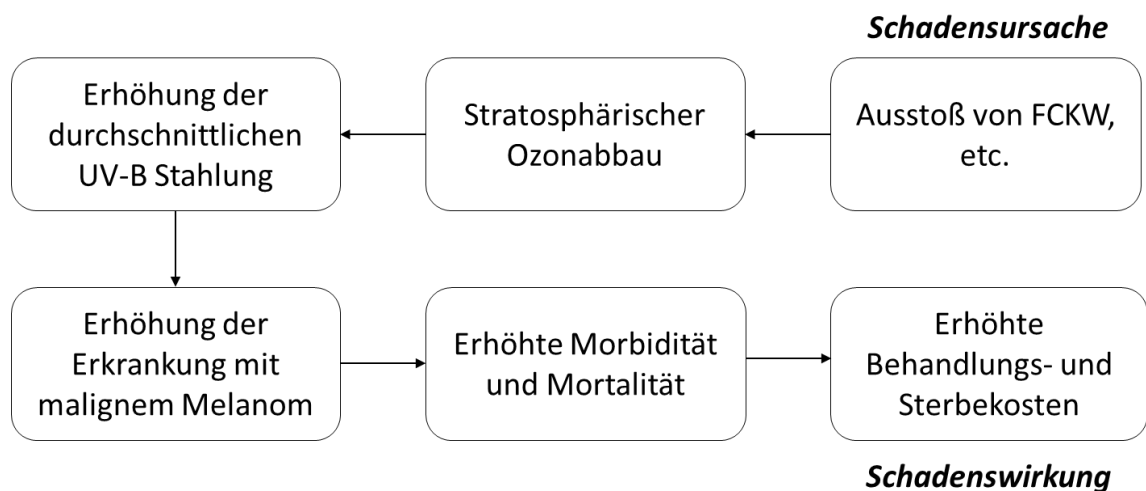 Schadensursache
Erhöhung der
durchschnittlichen
UV-B Stahlung
Stratosphärischer
Ozonabbau
Ausstoß von FCKW,
etc.
Erhöhung der
Erkrankung mit
malignem Melanom
Erhöhte Morbidität
und Mortalität
Erhöhte
Behandlungs- und
Sterbekosten
Schadenswirkung